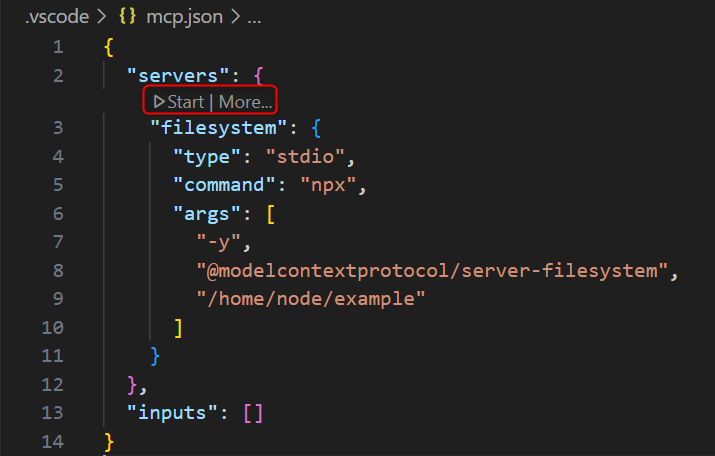 .vscode > {} mcp.json > ...
1 {
2 "servers": {
Start | More...
3 "filesystem": {
4 "type": "stdio",
5 "command": "npx",
6 "args": [
7 "-y",
8 "@modelcontextprotocol/server-filesystem",
9 "/home/node/example"
10 ]
11 }
12 },
13 "inputs": []
14 }